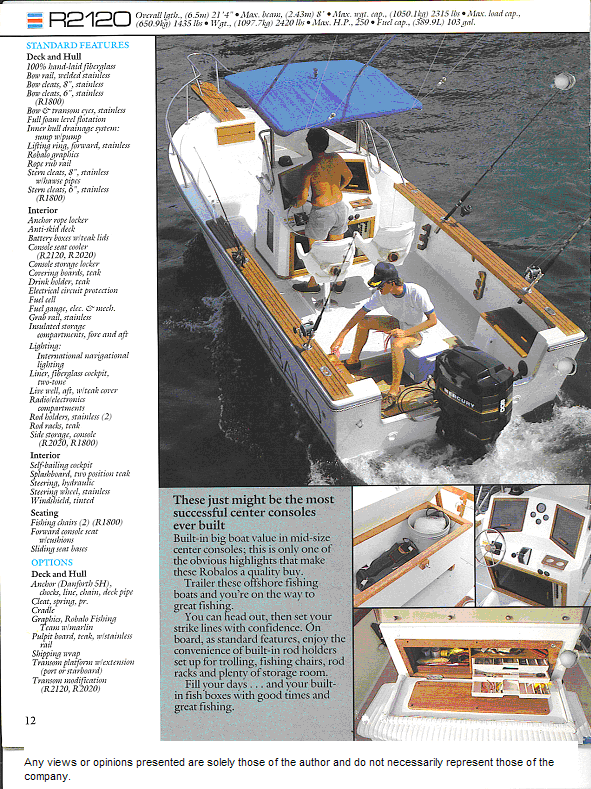 R2120
Overall lgth., (6.5m) 21'4" • Max. beam, (2.43m) 8' • Max. wgt. cap., (1050.1kg) 2315 lbs • Max. load cap.,
(650.9kg) 1435 lbs • Wgt., (1097.7kg) 2420 lbs • Max. H.P., 250 • Fuel cap., (389.9L) 103 gal.
STANDARD FEATURES
Deck and Hull
100% hand-laid fiberglass
Bow rail, welded stainless
Bow cleats, 8", stainless
Bow cleats, 6", stainless
(R1800)
Bow & transom eyes, stainless
Full foam level flotation
Inner hull drainage system:
sump w/pump
Lifting ring, forward, stainless
Robalo graphics
Rope rub rail
Stern cleats, 8", stainless
w/hawse pipes
Stern cleats, 6", stainless
(R1800)
Interior
Anchor rope locker
Anti-skid deck
Battery boxes w/teak lids
Console seat cooler
(R2120, R2020)
Console storage locker
Covering boards, teak
Drink holder, teak
Electrical circuit protection
Fuel cell
Fuel gauge, elec. & mech.
Grab rail, stainless
Insulated storage
compartments, fore and aft
Lighting:
International navigational
lighting
Liner, fiberglass cockpit,
two-tone
Live well, aft, w/teak cover
Radio/electronics
compartments
Rod holders, stainless (2)
Rod racks, teak
Side storage, console
(R2020, R1800)
Interior
Self-bailing cockpit
Splashboard, two position teak
Steering, hydraulic
Steering wheel, stainless
Windshield, tinted
Seating
Fishing chairs (2) (R1800)
Forward console seat
w/cushions
Sliding seat bases
OPTIONS
Deck and Hull
Anchor (Danforth 5H),
chocks, line, chain, deck pipe
Cleat, spring, pr.
Cradle
Graphics, Robalo Fishing
Team w/marlin
Pulpit board, teak, w/stainless
rail
Shipping wrap
Transom platform w/extension
(port or starboard)
Transom modification
(R2120, R2020)
12
MERCURY
These just might be the most
successful center consoles
ever built
Built-in big boat value in mid-size
center consoles; this is only one of
the obvious highlights that make
these Robalos a quality buy.
Trailer these offshore fishing
boats and you're on the way to
great fishing.
You can head out, then set your
strike lines with confidence. On
board, as standard features, enjoy the
convenience of built-in rod holders
set up for trolling, fishing chairs, rod
racks and plenty of storage room.
Fill your days . . . and your built-
in fish boxes with good times and
great fishing.
Any views or opinions presented are solely those of the author and do not necessarily represent those of the
company.